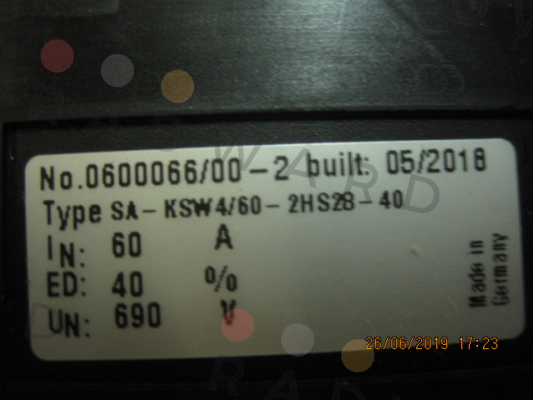 No.0600066/00-2 built: 05/2018
Type SA-KSW4/60-2HS28-40
IN: 60 A
ED: 40 %
UN: 690 V
Made in
Germany
26/06/2019 17:23
RADWARD